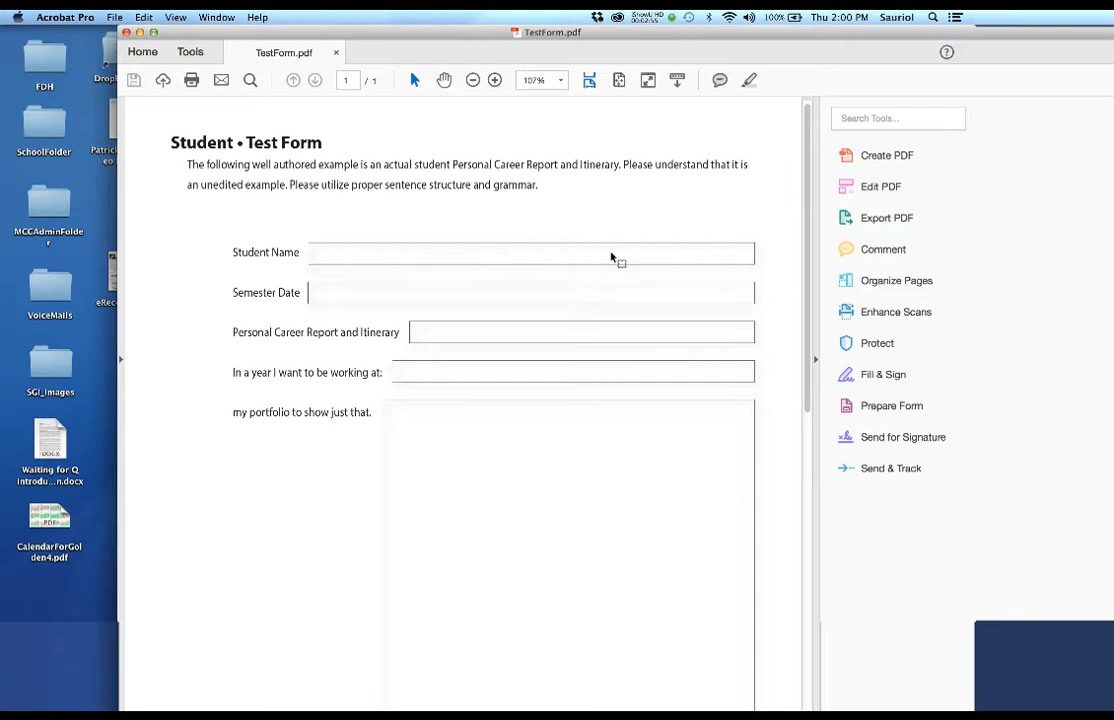 Acrobat Pro File Edit View Window Help
100% Thu 2:00 PM Sauriol
TestForm.pdf
Home Tools TestForm.pdf ×
1 / 1 107%
FDH
SchoolFolder
MCCAdminFolde
r
VoiceMails
SGI_Images
DOCX
Waiting for Q
Introdu...n.docx
PDF
CalendarForGol
den4.pdf
Student • Test Form
The following well authored example is an actual student Personal Career Report and Itinerary. Please understand that it is
an unedited example. Please utilize proper sentence structure and grammar.
Student Name
Semester Date
Personal Career Report and Itinerary
In a year I want to be working at:
my portfolio to show just that.
Search Tools...
Create PDF
Edit PDF
Export PDF
Comment
Organize Pages
Enhance Scans
Protect
Fill & Sign
Prepare Form
Send for Signature
Send & Track